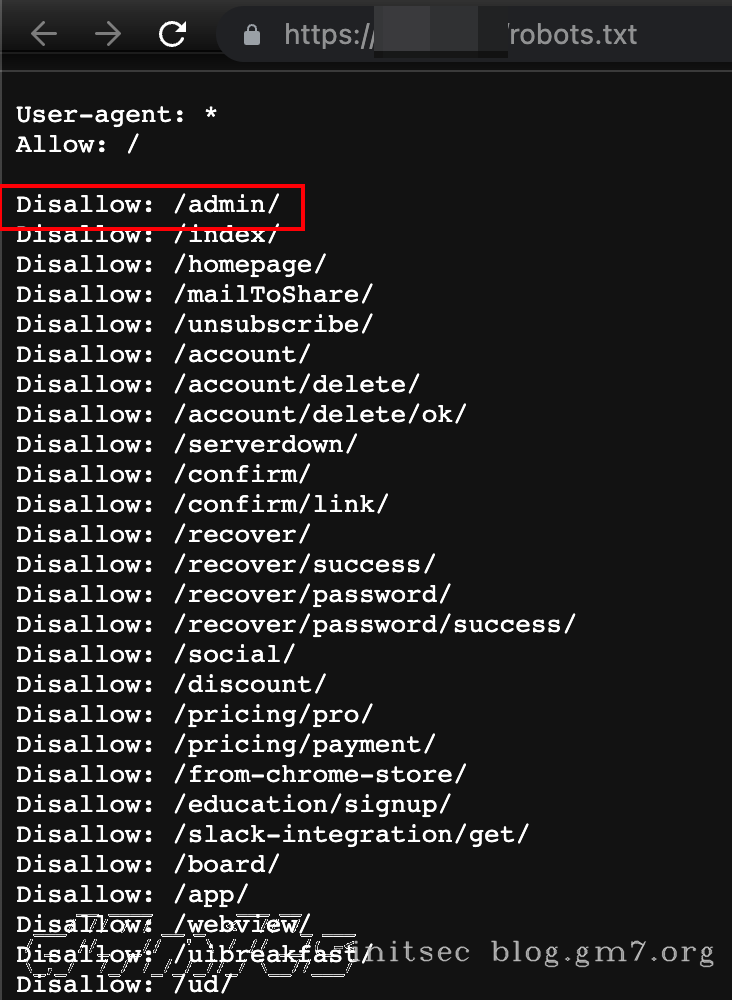 https:// /robots.txt
User-agent: *
Allow: /
Disallow: /admin/
Disallow: /index/
Disallow: /homepage/
Disallow: /mailToShare/
Disallow: /unsubscribe/
Disallow: /account/
Disallow: /account/delete/
Disallow: /account/delete/ok/
Disallow: /serverdown/
Disallow: /confirm/
Disallow: /confirm/link/
Disallow: /recover/
Disallow: /recover/success/
Disallow: /recover/password/
Disallow: /recover/password/success/
Disallow: /social/
Disallow: /discount/
Disallow: /pricing/pro/
Disallow: /pricing/payment/
Disallow: /from-chrome-store/
Disallow: /education/signup/
Disallow: /slack-integration/get/
Disallow: /board/
Disallow: /app/
Disallow: /webview/
Disallow: /uibreakfast/
initsec blog.gm7.org
Disallow: /ud/